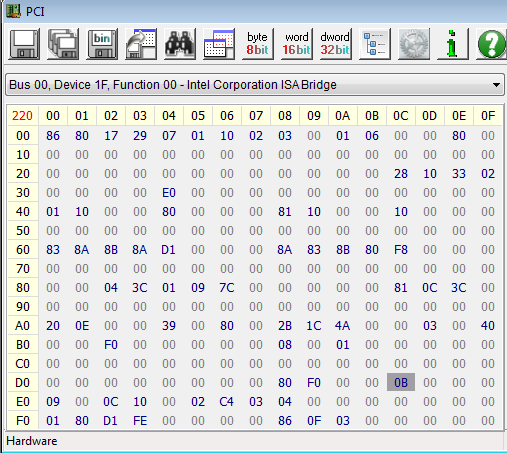 PCI
bin byte 8bit word 16bit dword 32bit i ?
Bus 00, Device 1F, Function 00 - Intel Corporation ISA Bridge
220 00 01 02 03 04 05 06 07 08 09 0A 0B 0C 0D 0E 0F
00 86 80 17 29 07 01 10 02 03 00 01 06 00 00 80 00
10 00 00 00 00 00 00 00 00 00 00 00 00 00 00 00 00
20 00 00 00 00 00 00 00 00 00 00 00 00 28 10 33 02
30 00 00 00 00 E0 00 00 00 00 00 00 00 00 00 00 00
40 01 10 00 00 80 00 00 00 81 10 00 00 10 00 00 00
50 00 00 00 00 00 00 00 00 00 00 00 00 00 00 00 00
60 83 8A 8B 8A D1 00 00 00 8A 83 8B 80 F8 00 00 00
70 00 00 00 00 00 00 00 00 00 00 00 00 00 00 00 00
80 00 00 04 3C 01 09 7C 00 00 00 00 00 81 0C 3C 00
90 00 00 00 00 00 00 00 00 00 00 00 00 00 00 00 00
A0 20 0E 00 00 39 00 80 00 2B 1C 4A 00 00 03 00 40
B0 00 00 F0 00 00 00 00 00 08 00 01 00 00 00 00 00
C0 00 00 00 00 00 00 00 00 00 00 00 00 00 00 00 00
D0 00 00 00 00 00 00 00 00 80 F0 00 00 0B 00 00 00
E0 09 00 0C 10 00 02 C4 03 04 00 00 00 00 00 00 00
F0 01 80 D1 FE 00 00 00 00 86 0F 03 00 00 00 00 00
Hardware